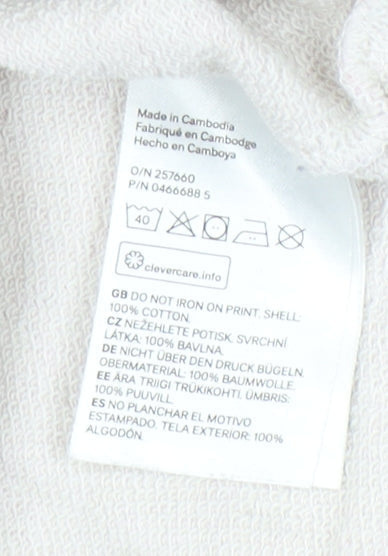 Made in Cambodia
Fabriqué en Cambodge
Hecho en Camboya
O/N 257660
P/N 0466688 5
40
clevercare.info
GB DO NOT IRON ON PRINT. SHELL:
100% COTTON.
CZ NEŽEHLETE POTISK. SVRCHNÍ
LÁTKA: 100% BAVLNA.
DE NICHT ÜBER DEN DRUCK BÜGELN.
OBERMATERIAL: 100% BAUMWOLLE.
EE ÄRA TRIIGI TRÜKIKOHTI. ÜMBRIS:
100% PUUVILL.
ES NO PLANCHAR EL MOTIVO
ESTAMPADO. TELA EXTERIOR: 100%
ALGODÓN.